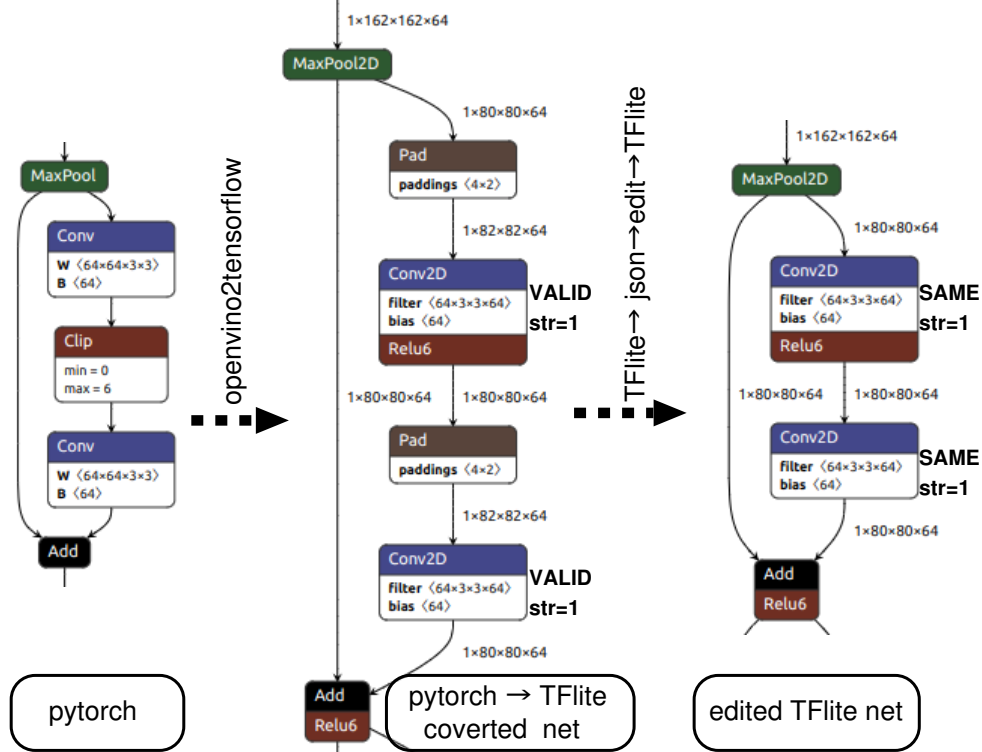 MaxPool
Conv
W ⟨64×64×3×3⟩
B ⟨64⟩
Clip
min = 0
max = 6
Conv
W ⟨64×64×3×3⟩
B ⟨64⟩
Add
pytorch
openvino2tensorflow
1×162×162×64
MaxPool2D
1×80×80×64
Pad
paddings ⟨4×2⟩
1×82×82×64
Conv2D
filter ⟨64×3×3×64⟩
bias ⟨64⟩
Relu6
VALID
str=1
1×80×80×64
1×80×80×64
Pad
paddings ⟨4×2⟩
1×82×82×64
Conv2D
filter ⟨64×3×3×64⟩
bias ⟨64⟩
VALID
str=1
1×80×80×64
Add
Relu6
pytorch → TFlite
coverted net
TFlite→ json→edit→TFlite
1×162×162×64
MaxPool2D
1×80×80×64
Conv2D
filter ⟨64×3×3×64⟩
bias ⟨64⟩
Relu6
SAME
str=1
1×80×80×64
1×80×80×64
Conv2D
filter ⟨64×3×3×64⟩
bias ⟨64⟩
SAME
str=1
1×80×80×64
Add
Relu6
edited TFlite net